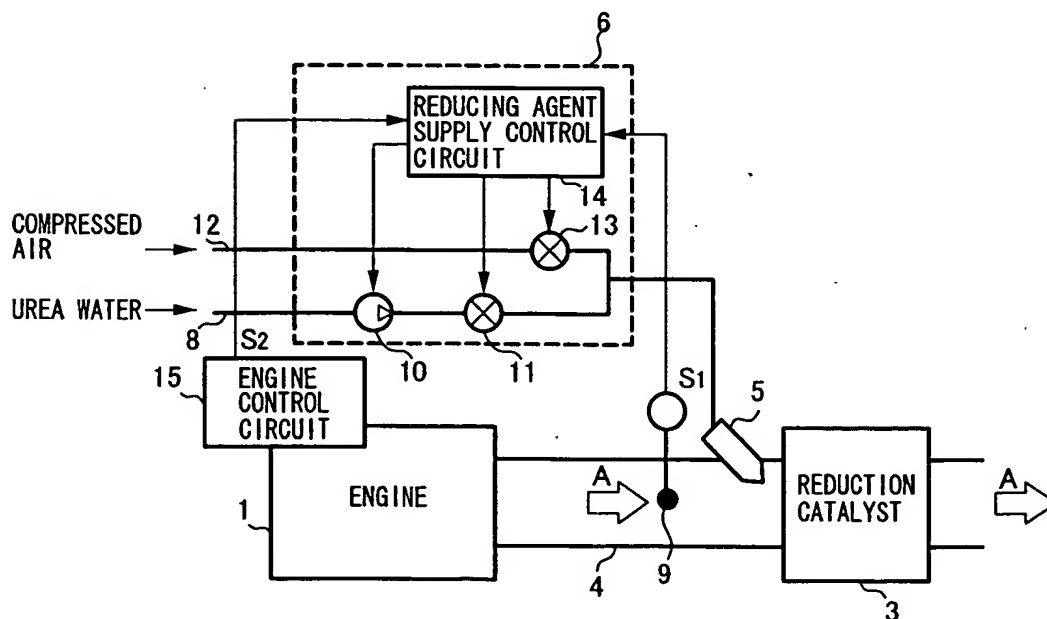 6
REDUCING AGENT
SUPPLY CONTROL
CIRCUIT
14
COMPRESSED
AIR
12
13
UREA WATER
8
S2
10
11
15
ENGINE
CONTROL
CIRCUIT
S1
5
ENGINE
1
A
REDUCTION
CATALYST
A
4
9
3